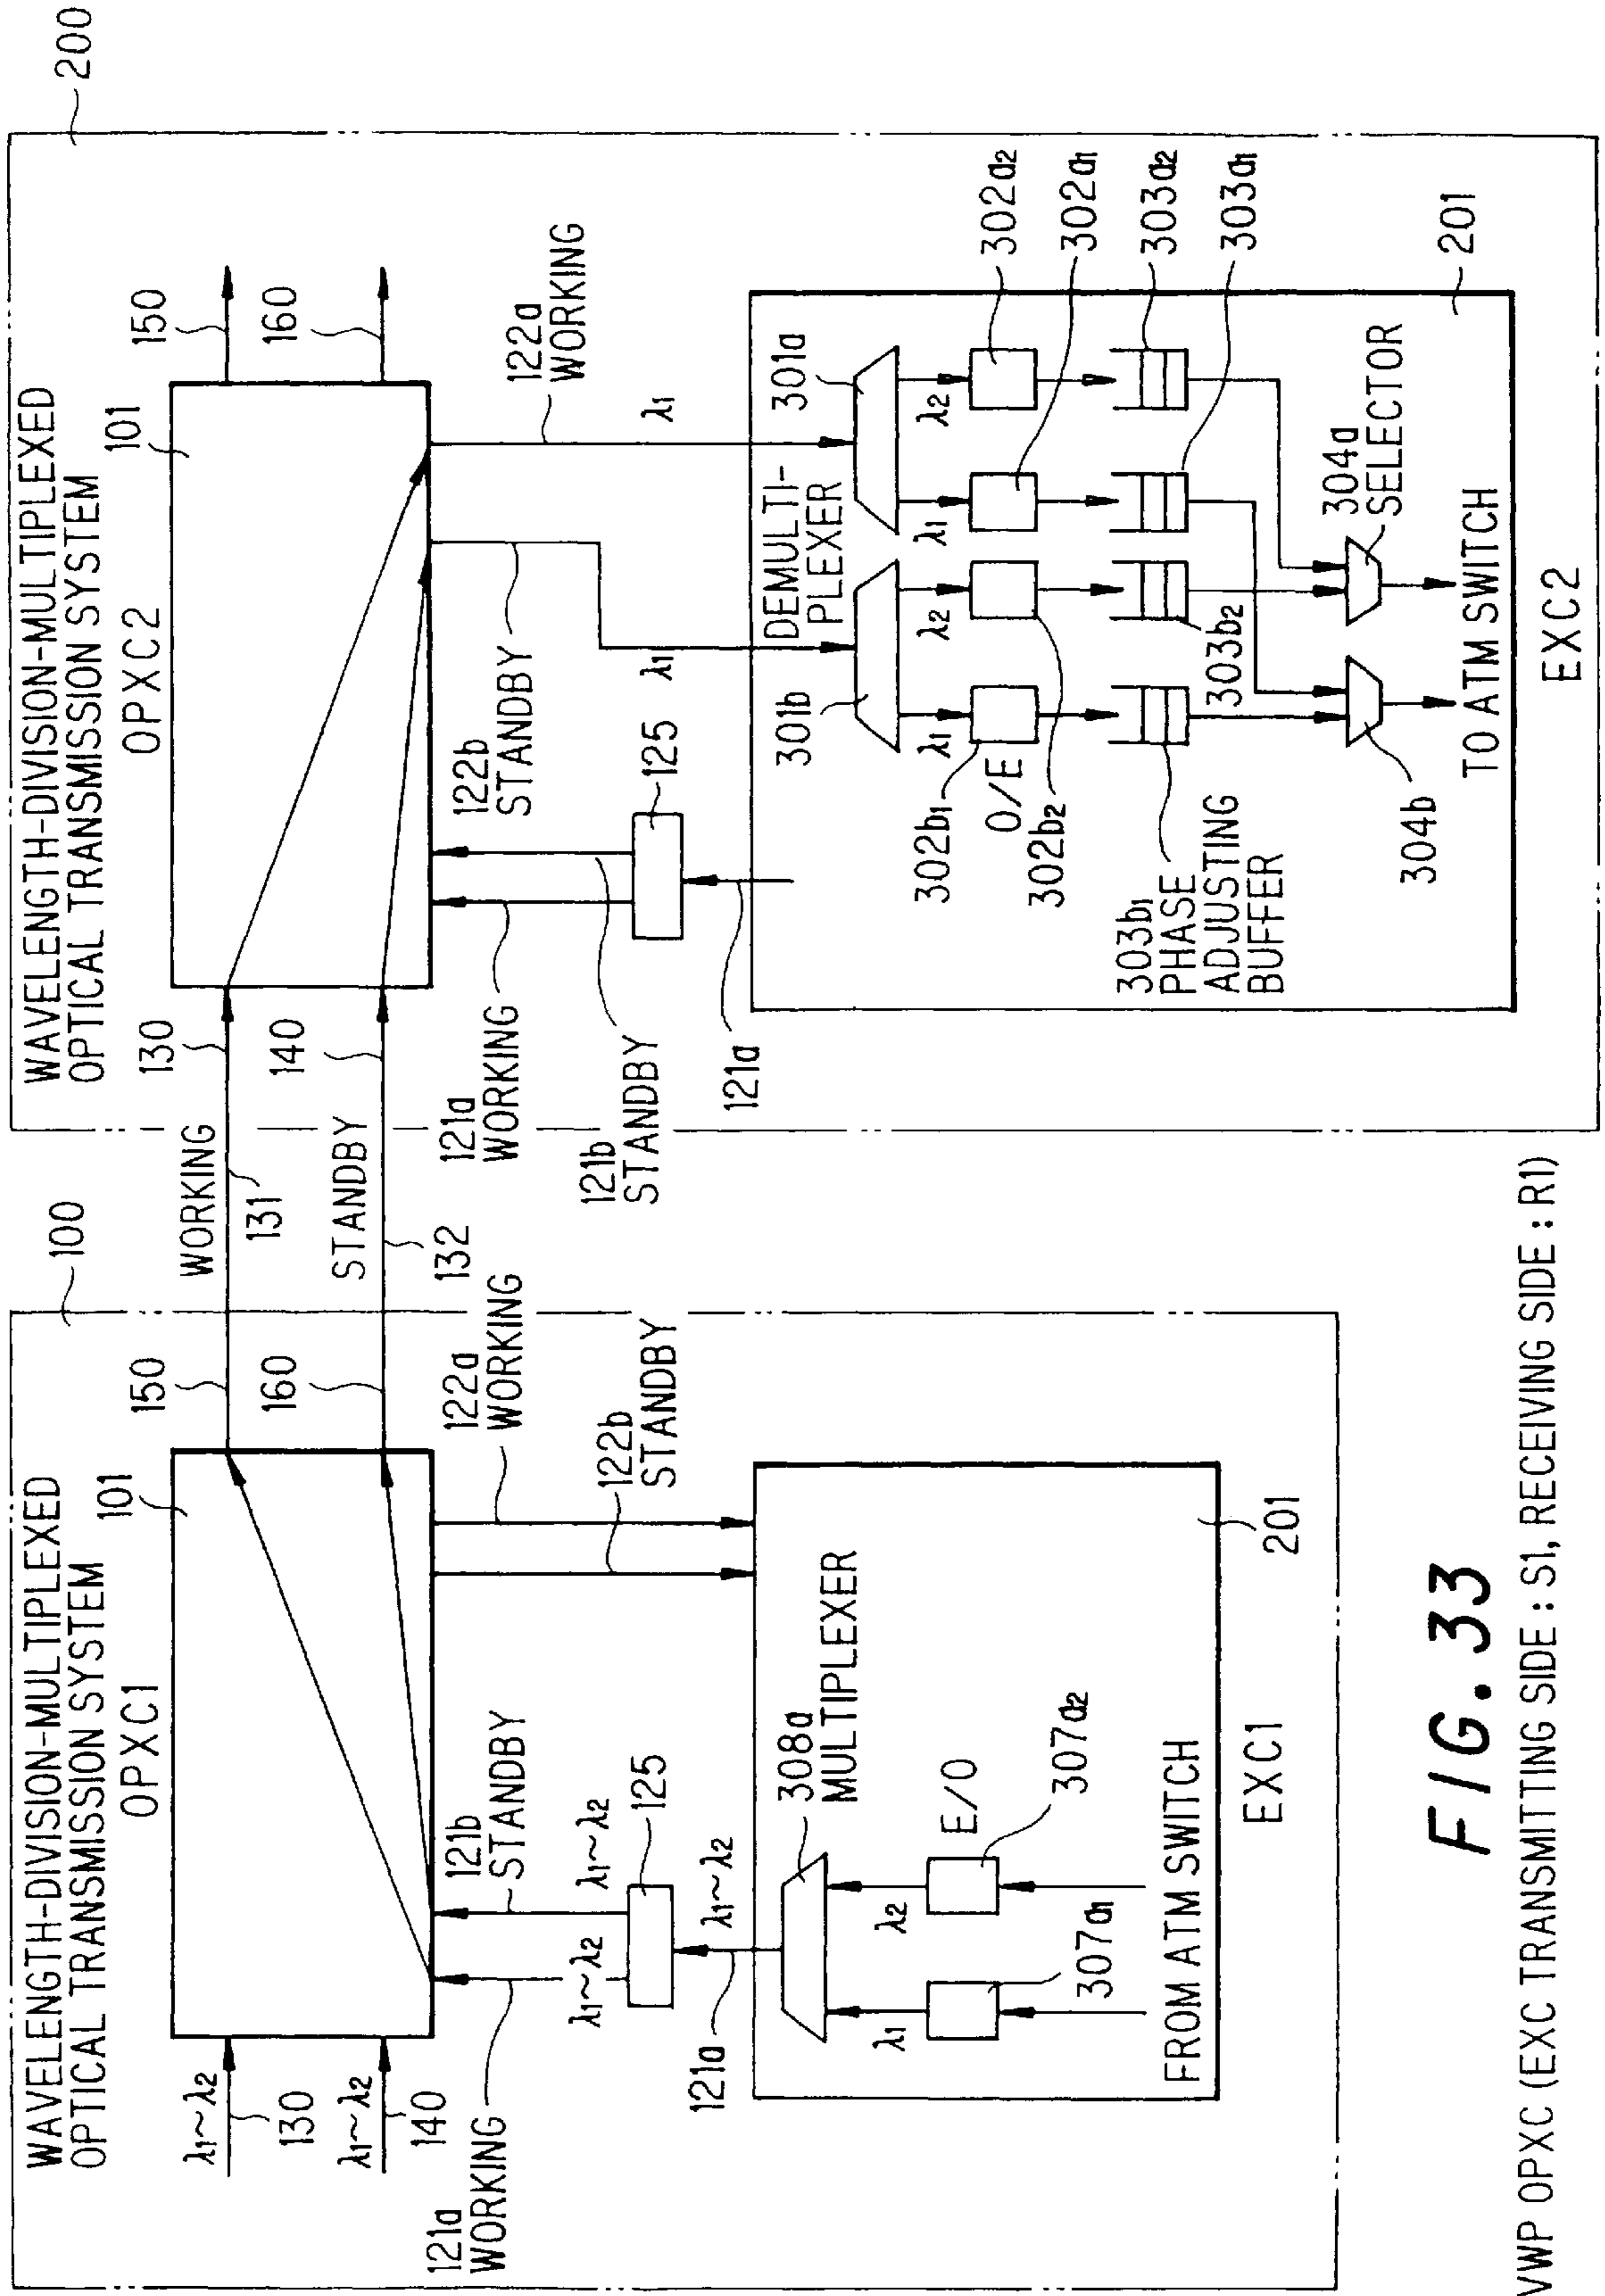 WAVELENGTH-DIVISION-MULTIPLEXED
OPTICAL TRANSMISSION SYSTEM
OPXC1
101
100
λ1~λ2
130
λ1~λ2
140
150
160
121a
WORKING
121b
STANDBY
λ1~λ2
λ1~λ2
125
122a
WORKING
122b
STANDBY
121a
λ1~λ2
308a
MULTIPLEXER
λ1
λ2
E/O
307a1
307a2
FROM ATM SWITCH
201
EXC1
WORKING
131
STANDBY
132
WAVELENGTH-DIVISION-MULTIPLEXED
OPTICAL TRANSMISSION SYSTEM
OPXC2
101
200
130
140
150
160
121a
WORKING
121b
STANDBY
125
121a
122b
STANDBY
122a
WORKING
λ1
λ1
301b
DEMULTI-
PLEXER
301a
λ1
λ2
λ1
λ2
302b1
O/E
302b2
302a2
302a1
303b1
PHASE
ADJUSTING
BUFFER
303b2
303a2
303a1
304b
304a
SELECTOR
TO ATM SWITCH
201
EXC2
FIG. 33
VWP OPXC (EXC TRANSMITTING SIDE : S1, RECEIVING SIDE : R1)